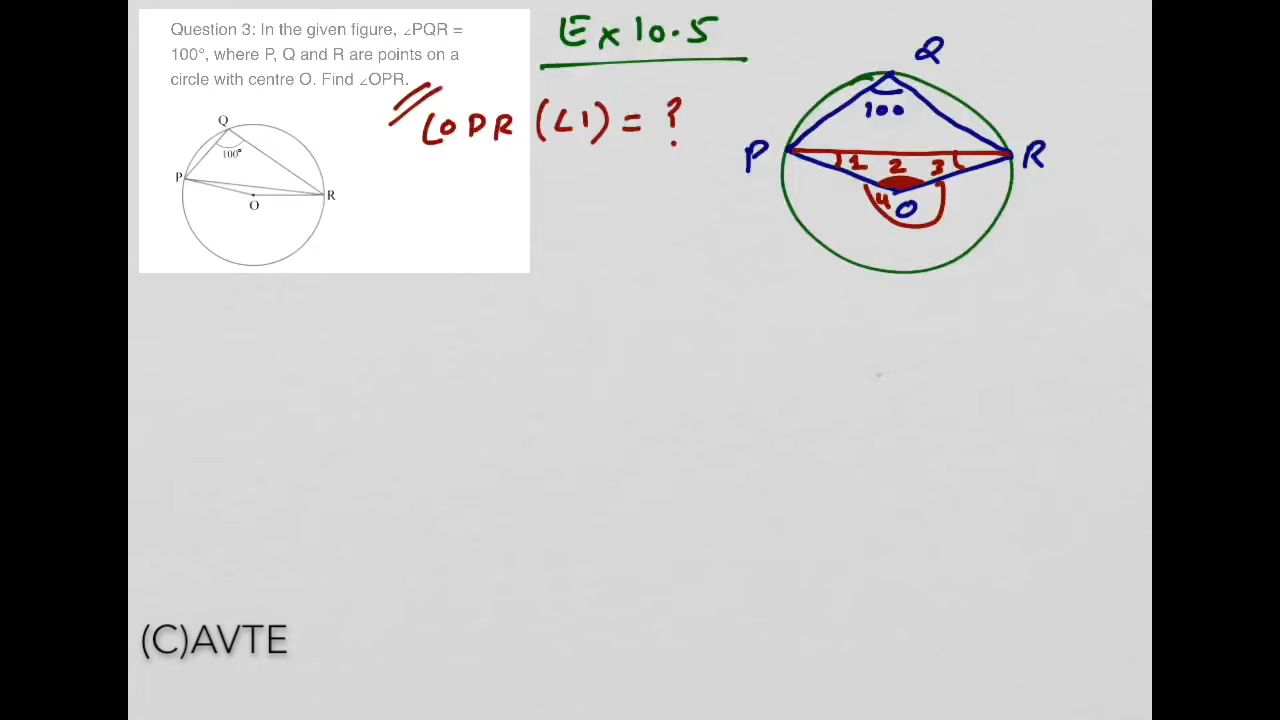 Question 3: In the given figure, ∠PQR =
100°, where P, Q and R are points on a
circle with centre O. Find ∠OPR.
Q
100°
P
O
R
Ex 10.5
∠OPR (∠1) = ?
Q
100
P
R
1 2 3
4
O
(C)AVTE